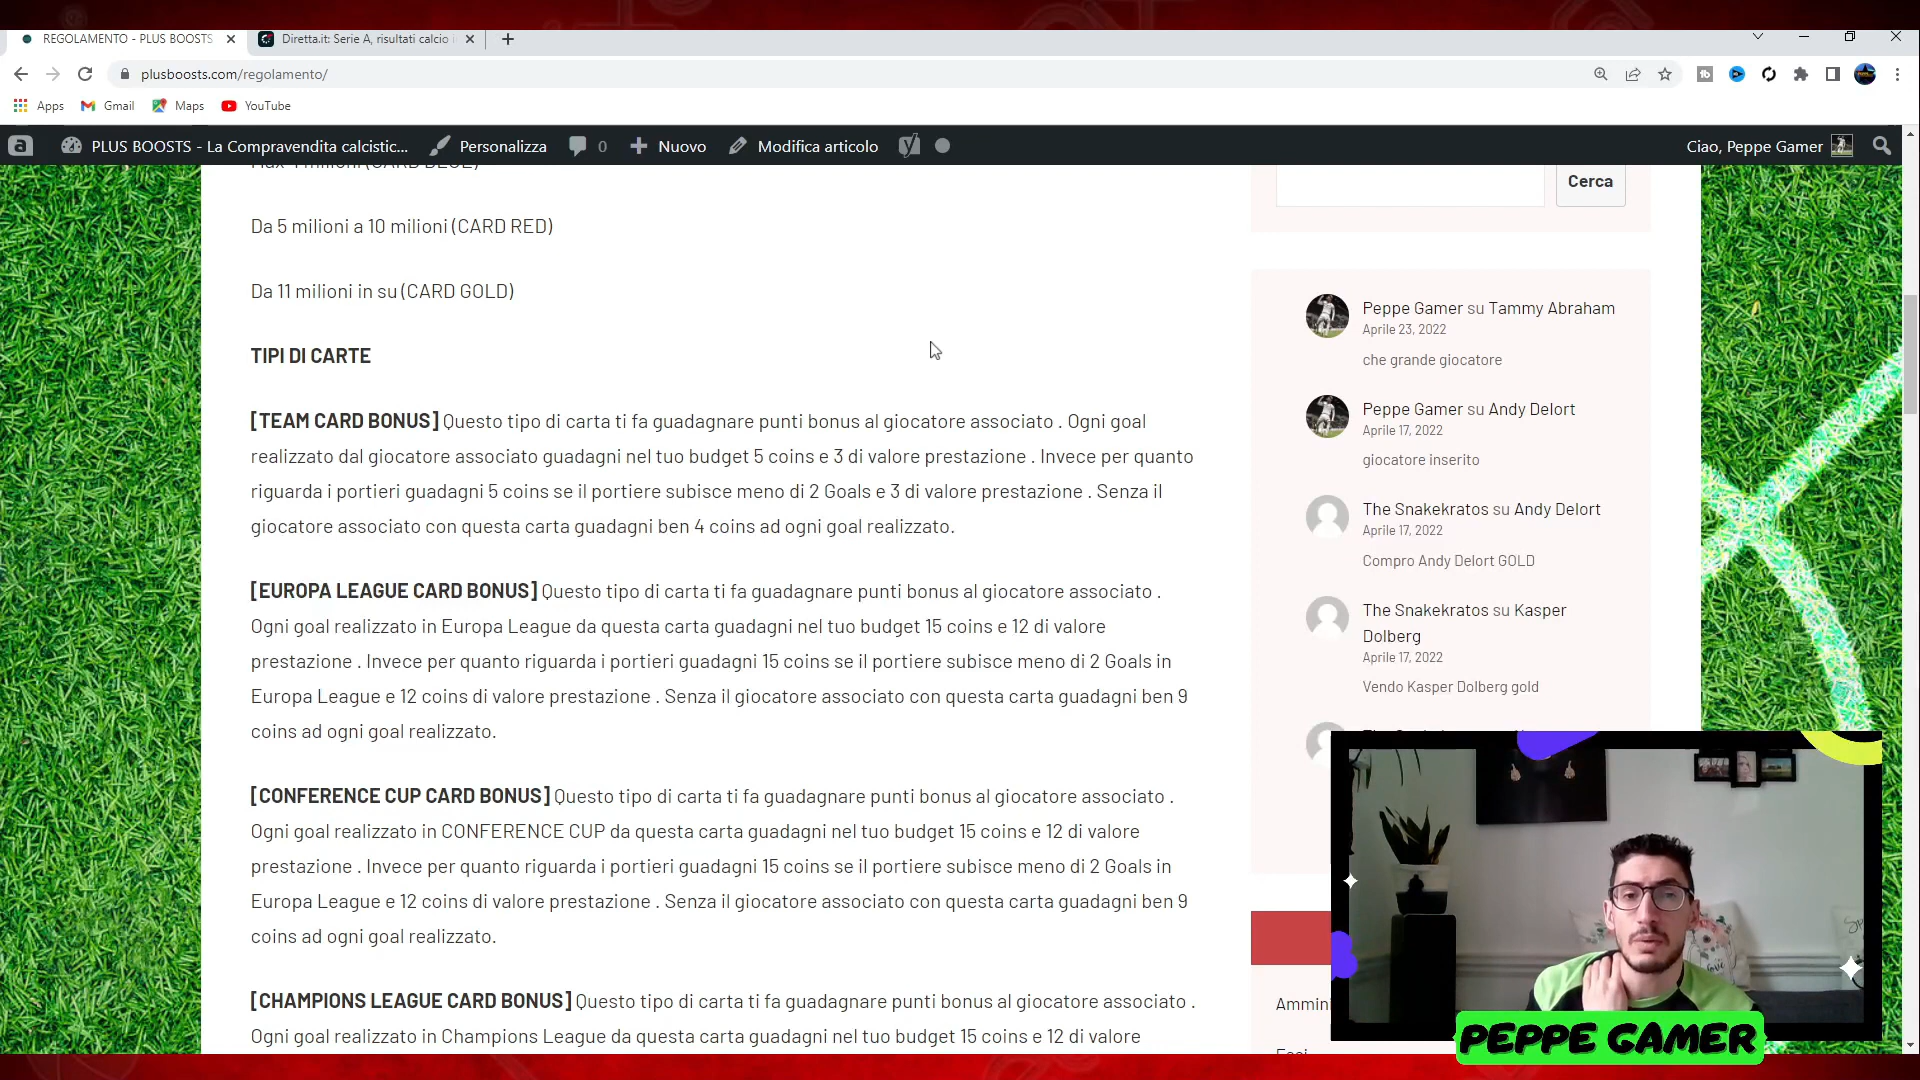 REGOLAMENTO - PLUS BOOSTS
Diretta.it: Serie A, risultati calcio
plusboosts.com/regolamento/
Apps
Gmail
Maps
YouTube
PLUS BOOSTS - La Compravendita calcistic...
Personalizza
0
Nuovo
Modifica articolo
Ciao, Peppe Gamer
Da 5 milioni a 10 milioni (CARD RED)
Da 11 milioni in su (CARD GOLD)
TIPI DI CARTE
[TEAM CARD BONUS] Questo tipo di carta ti fa guadagnare punti bonus al giocatore associato . Ogni goal
realizzato dal giocatore associato guadagni nel tuo budget 5 coins e 3 di valore prestazione . Invece per quanto
riguarda i portieri guadagni 5 coins se il portiere subisce meno di 2 Goals e 3 di valore prestazione . Senza il
giocatore associato con questa carta guadagni ben 4 coins ad ogni goal realizzato.
[EUROPA LEAGUE CARD BONUS] Questo tipo di carta ti fa guadagnare punti bonus al giocatore associato .
Ogni goal realizzato in Europa League da questa carta guadagni nel tuo budget 15 coins e 12 di valore
prestazione . Invece per quanto riguarda i portieri guadagni 15 coins se il portiere subisce meno di 2 Goals in
Europa League e 12 coins di valore prestazione . Senza il giocatore associato con questa carta guadagni ben 9
coins ad ogni goal realizzato.
[CONFERENCE CUP CARD BONUS] Questo tipo di carta ti fa guadagnare punti bonus al giocatore associato .
Ogni goal realizzato in CONFERENCE CUP da questa carta guadagni nel tuo budget 15 coins e 12 di valore
prestazione . Invece per quanto riguarda i portieri guadagni 15 coins se il portiere subisce meno di 2 Goals in
Europa League e 12 coins di valore prestazione . Senza il giocatore associato con questa carta guadagni ben 9
coins ad ogni goal realizzato.
[CHAMPIONS LEAGUE CARD BONUS] Questo tipo di carta ti fa guadagnare punti bonus al giocatore associato .
Ogni goal realizzato in Champions League da questa carta guadagni nel tuo budget 15 coins e 12 di valore
Cerca
Peppe Gamer su Tammy Abraham
Aprile 23, 2022
che grande giocatore
Peppe Gamer su Andy Delort
Aprile 17, 2022
giocatore inserito
The Snakekratos su Andy Delort
Aprile 17, 2022
Compro Andy Delort GOLD
The Snakekratos su Kasper
Dolberg
Aprile 17, 2022
Vendo Kasper Dolberg gold
Ammini
PEPPE GAMER